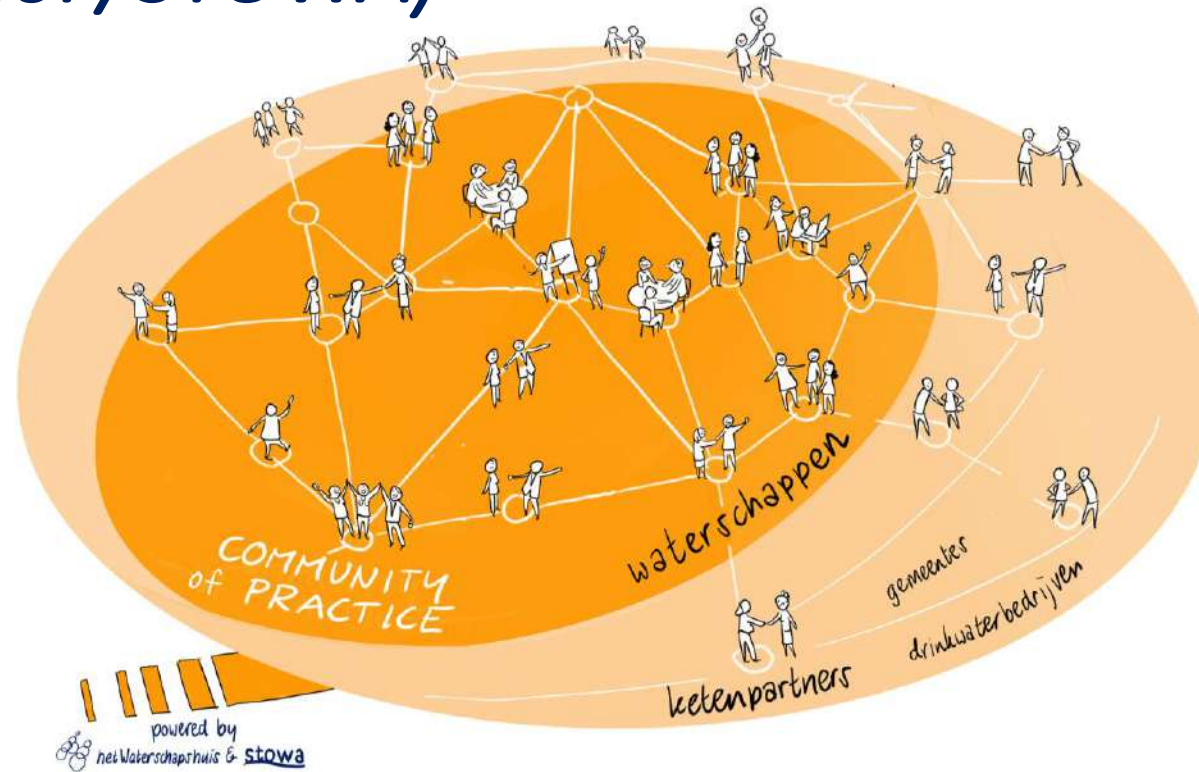 COMMUNITY
of PRACTICE
waterschappen
gemeentes
drinkwaterbedrijven
ketenpartners
powered by
hetWaterschapshuis & stowa